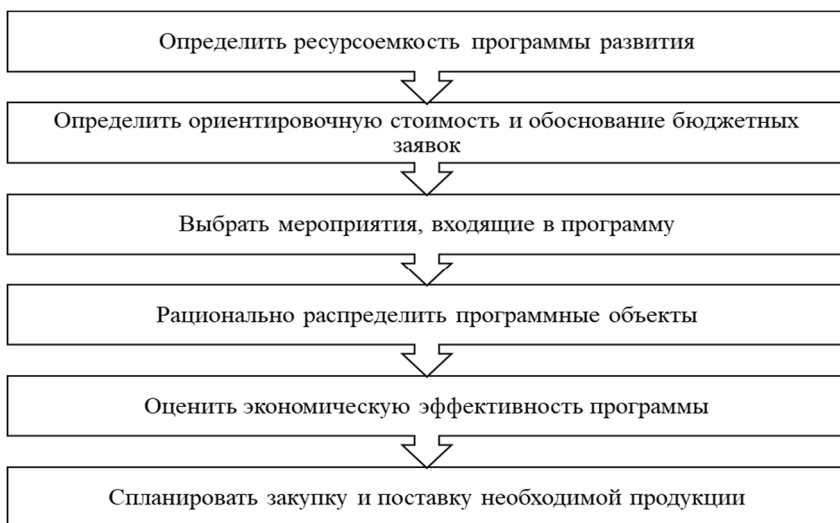 Определить ресурсоемкость программы развития
Определить ориентировочную стоимость и обоснование бюджетных
заявок
Выбрать мероприятия, входящие в программу
Рационально распределить программные объекты
Оценить экономическую эффективность программы
Спланировать закупку и поставку необходимой продукции